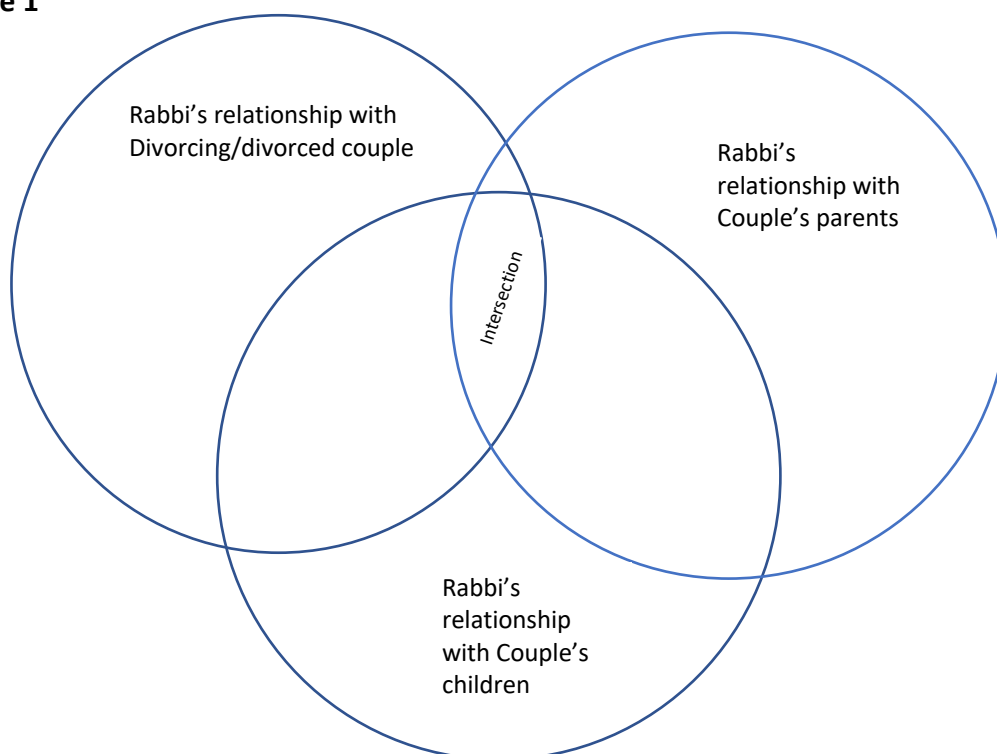 e 1
Rabbi’s relationship with
Divorcing/divorced couple
Rabbi’s
relationship with
Couple’s parents
Intersection
Rabbi’s
relationship
with Couple’s
children